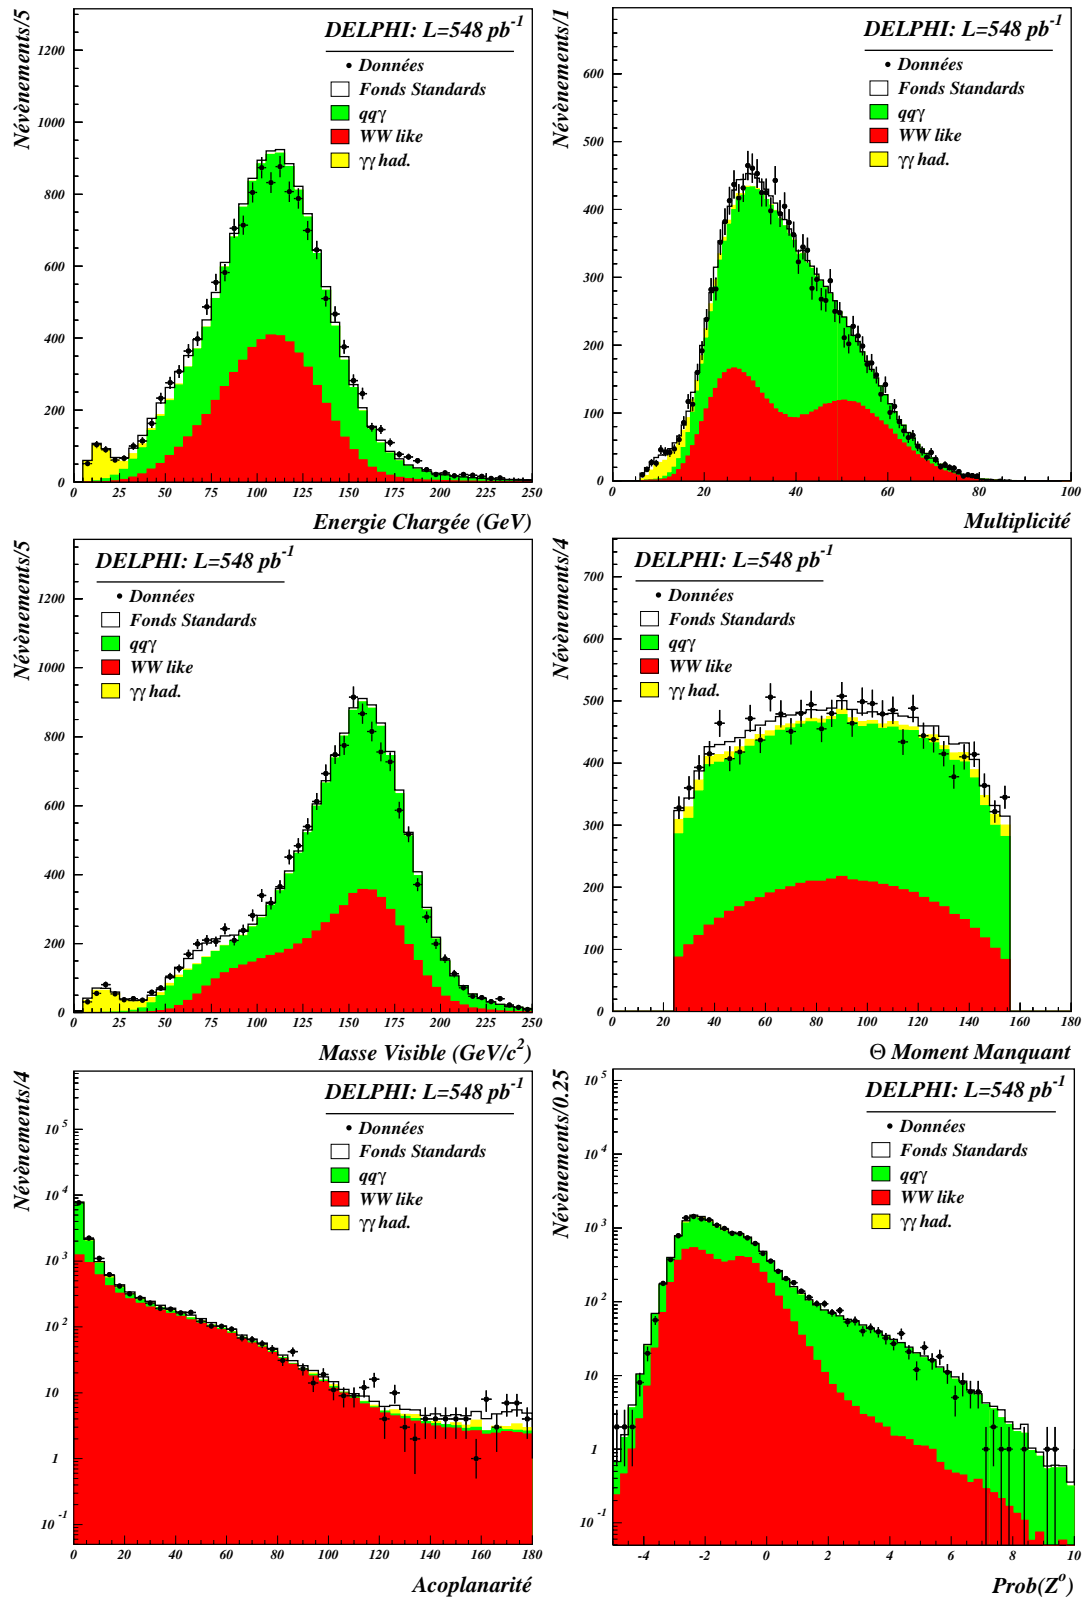 Névènements/5
DELPHI: L=548 pb-1
Données
Fonds Standards
qqγ
WW like
γγ had.
1200
1000
800
600
400
200
0
0 25 50 75 100 125 150 175 200 225 250
Energie Chargée (GeV)
Névènements/1
DELPHI: L=548 pb-1
Données
Fonds Standards
qqγ
WW like
γγ had.
600
500
400
300
200
100
0
0 20 40 60 80 100
Multiplicité
Névènements/5
DELPHI: L=548 pb-1
Données
Fonds Standards
qqγ
WW like
γγ had.
1200
1000
800
600
400
200
0
0 25 50 75 100 125 150 175 200 225 250
Masse Visible (GeV/c2)
Névènements/4
DELPHI: L=548 pb-1
Données
Fonds Standards
qqγ
WW like
γγ had.
700
600
500
400
300
200
100
0
0 20 40 60 80 100 120 140 160 180
Θ Moment Manquant
Névènements/4
DELPHI: L=548 pb-1
Données
Fonds Standards
qqγ
WW like
γγ had.
10 5
10 4
10 3
10 2
10
1
10 -1
0 20 40 60 80 100 120 140 160 180
Acoplanarité
Névènements/0.25
DELPHI: L=548 pb-1
Données
Fonds Standards
qqγ
WW like
γγ had.
10 5
10 4
10 3
10 2
10
1
10 -1
-4 -2 0 2 4 6 8 10
Prob(Zo)